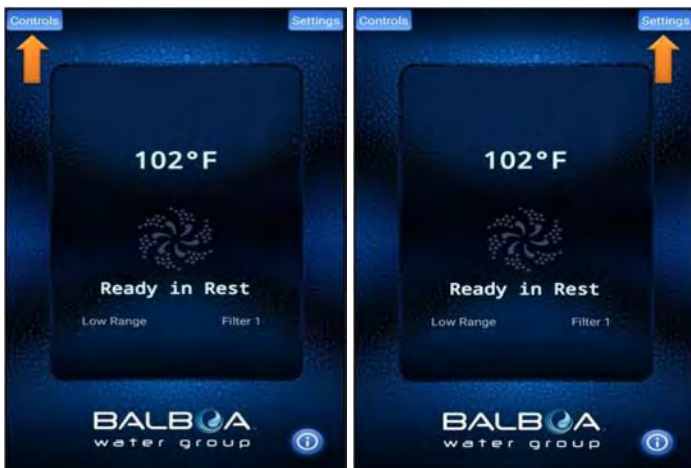 Controls Settings
102°F
Ready in Rest
Low Range Filter 1
BALBOA
water group
Controls Settings
102°F
Ready in Rest
Low Range Filter 1
BALBOA
water group